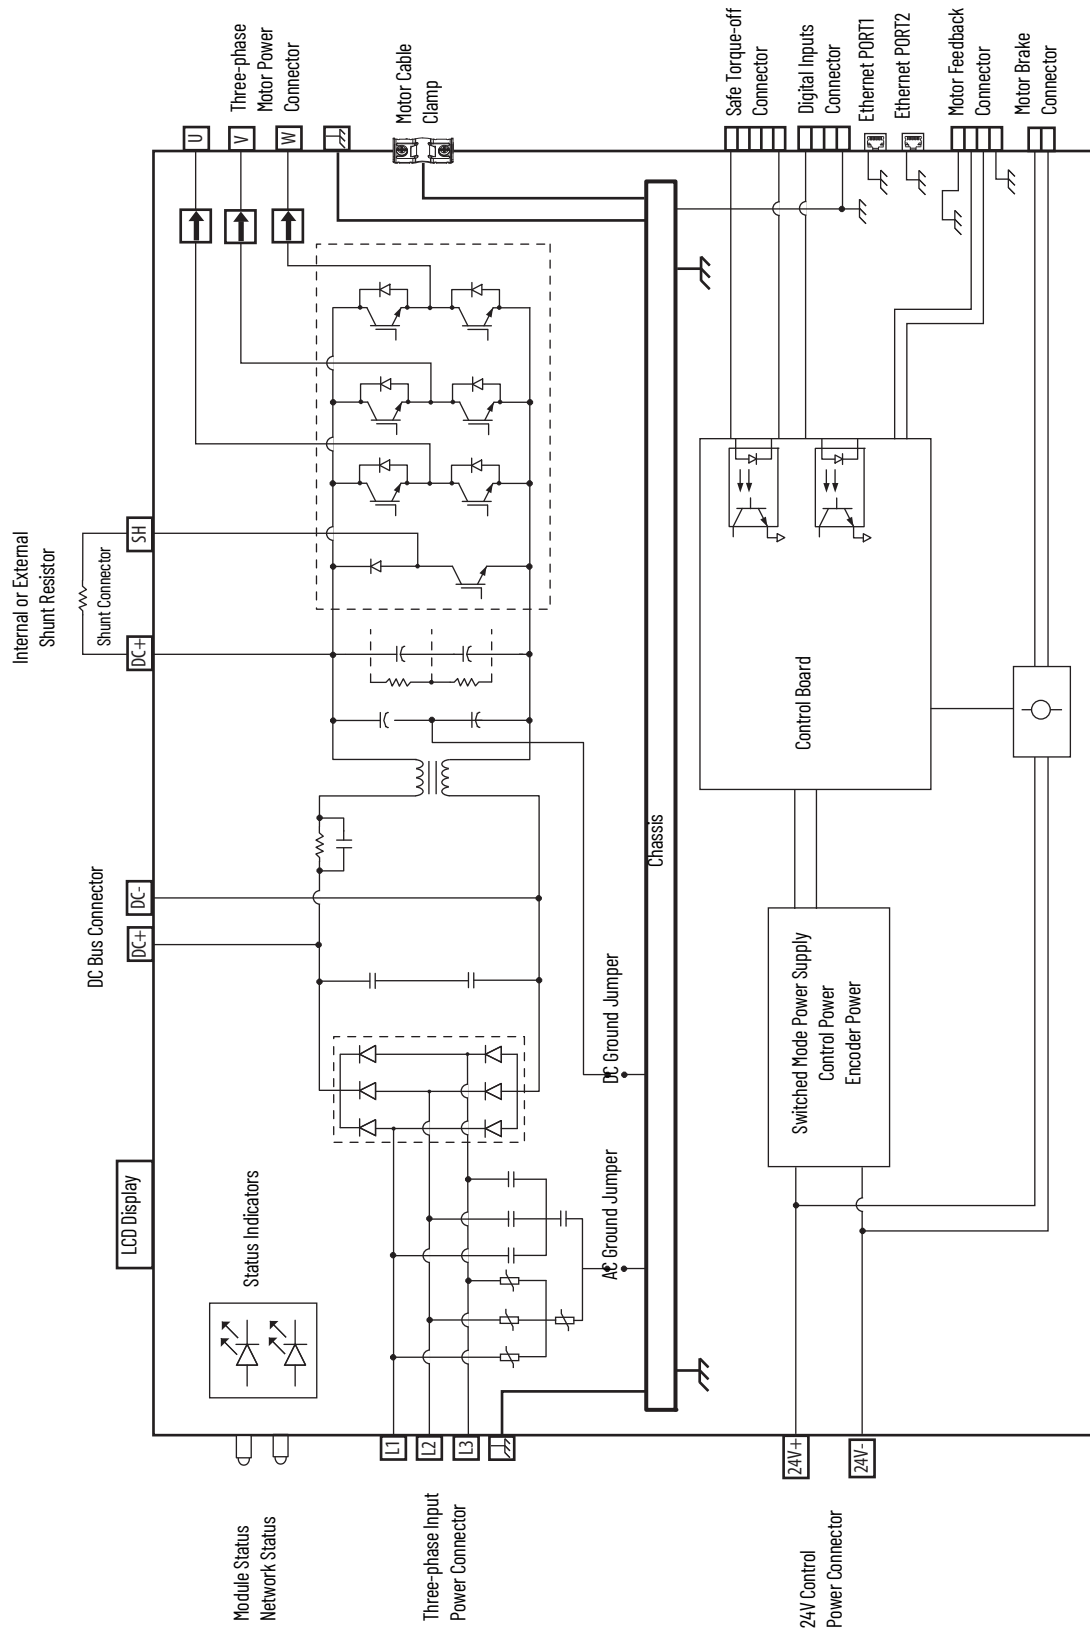 Internal or External
Shunt Resistor
DC Bus Connector
Shunt Connector
LCD Display
DC+
DC-
DC+
SH
Module Status
Network Status
Status Indicators
U
V
W
Three-phase
Motor Power
Connector
Motor Cable
Clamp
Three-phase Input
Power Connector
L1
L2
L3
AC Ground Jumper
DC Ground Jumper
Chassis
Safe Torque-off
Connector
Digital Inputs
Connector
Ethernet PORT1
Ethernet PORT2
Motor Feedback
Connector
Motor Brake
Connector
24V Control
Power Connector
24V+
24V-
Switched Mode Power Supply
Control Power
Encoder Power
Control Board